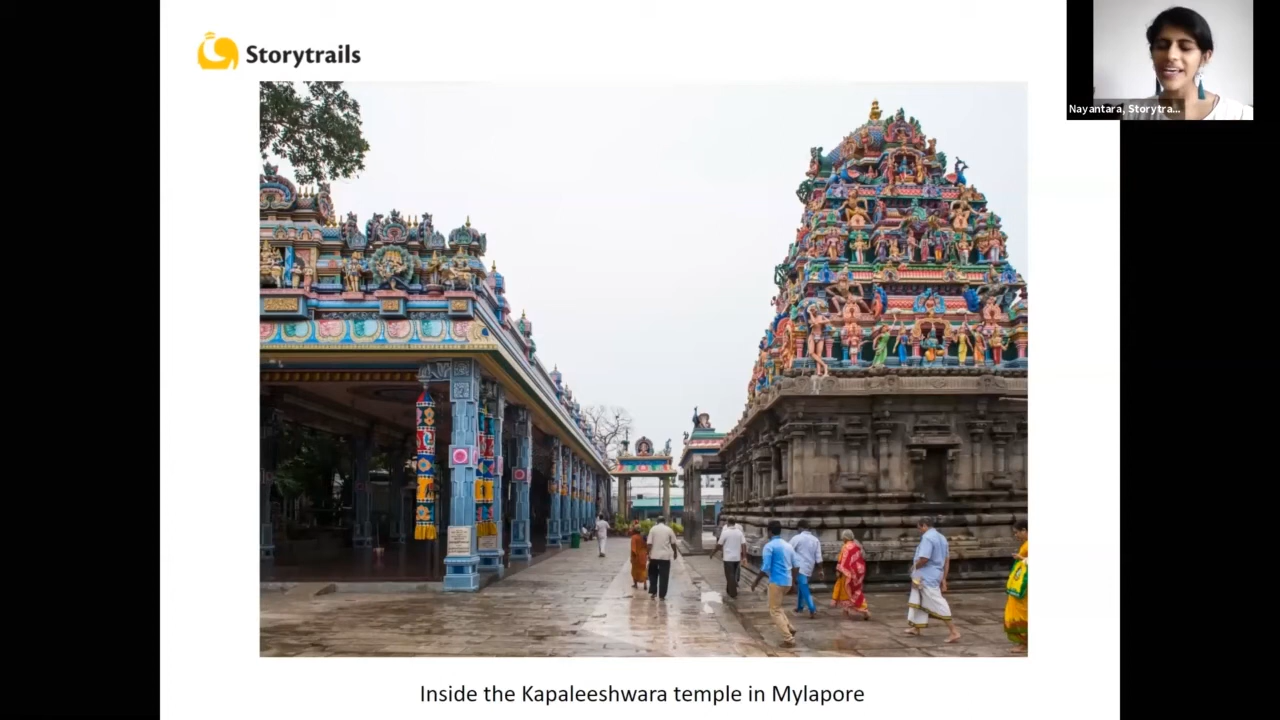 Storytrails
Nayantara, Storytra...
Inside the Kapaleeshwara temple in Mylapore